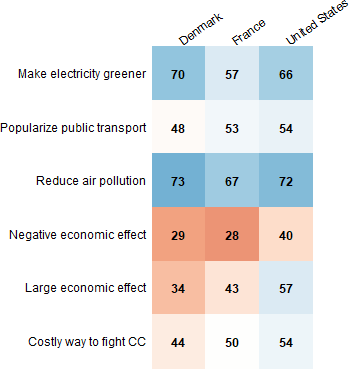 Denmark France United States
Make electricity greener 70 57 66
Popularize public transport 48 53 54
Reduce air pollution 73 67 72
Negative economic effect 29 28 40
Large economic effect 34 43 57
Costly way to fight CC 44 50 54